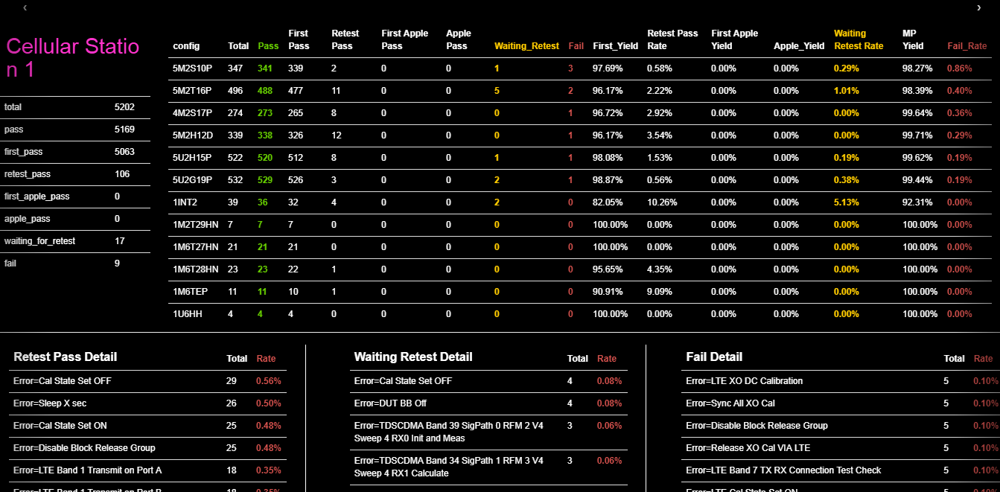 ‹ ›
Cellular Statio
n 1
total 5202
pass 5169
first_pass 5063
retest_pass 106
first_apple_pass 0
apple_pass 0
waiting_for_retest 17
fail 9
config Total Pass First Pass Retest Pass First Apple Pass Apple Pass Waiting_Retest Fail First_Yield Retest Pass Rate First Apple Yield Apple_Yield Waiting Retest Rate MP Yield Fail_Rate
5M2S10P 347 341 339 2 0 0 1 3 97.69% 0.58% 0.00% 0.00% 0.29% 98.27% 0.86%
5M2T16P 496 488 477 11 0 0 5 2 96.17% 2.22% 0.00% 0.00% 1.01% 98.39% 0.40%
4M2S17P 274 273 265 8 0 0 0 1 96.72% 2.92% 0.00% 0.00% 0.00% 99.64% 0.36%
5M2H12D 339 338 326 12 0 0 0 1 96.17% 3.54% 0.00% 0.00% 0.00% 99.71% 0.29%
5U2H15P 522 520 512 8 0 0 1 1 98.08% 1.53% 0.00% 0.00% 0.19% 99.62% 0.19%
5U2G19P 532 529 526 3 0 0 2 1 98.87% 0.56% 0.00% 0.00% 0.38% 99.44% 0.19%
1INT2 39 36 32 4 0 0 2 0 82.05% 10.26% 0.00% 0.00% 5.13% 92.31% 0.00%
1M2T29HN 7 7 7 0 0 0 0 0 100.00% 0.00% 0.00% 0.00% 0.00% 100.00% 0.00%
1M6T27HN 21 21 21 0 0 0 0 0 100.00% 0.00% 0.00% 0.00% 0.00% 100.00% 0.00%
1M6T28HN 23 23 22 1 0 0 0 0 95.65% 4.35% 0.00% 0.00% 0.00% 100.00% 0.00%
1M6TEP 11 11 10 1 0 0 0 0 90.91% 9.09% 0.00% 0.00% 0.00% 100.00% 0.00%
1U6HH 4 4 4 0 0 0 0 0 100.00% 0.00% 0.00% 0.00% 0.00% 100.00% 0.00%
Retest Pass Detail Total Rate
Error=Cal State Set OFF 29 0.56%
Error=Sleep X sec 26 0.50%
Error=Cal State Set ON 25 0.48%
Error=Disable Block Release Group 25 0.48%
Error=LTE Band 1 Transmit on Port A 18 0.35%
Error=LTE Band 1 Transmit on Port B 18 0.35%
Waiting Retest Detail Total Rate
Error=Cal State Set OFF 4 0.08%
Error=DUT BB Off 4 0.08%
Error=TDSCDMA Band 39 SigPath 0 RFM 2 V4 3 0.06%
Sweep 4 RX0 Init and Meas
Error=TDSCDMA Band 34 SigPath 1 RFM 3 V4 3 0.06%
Sweep 4 RX1 Calculate
Fail Detail Total Rate
Error=LTE XO DC Calibration 5 0.10%
Error=Sync All XO Cal 5 0.10%
Error=Disable Block Release Group 5 0.10%
Error=Release XO Cal VIA LTE 5 0.10%
Error=LTE Band 7 TX RX Connection Test Check 5 0.10%
Error=LTE Cal State Set ON 5 0.10%